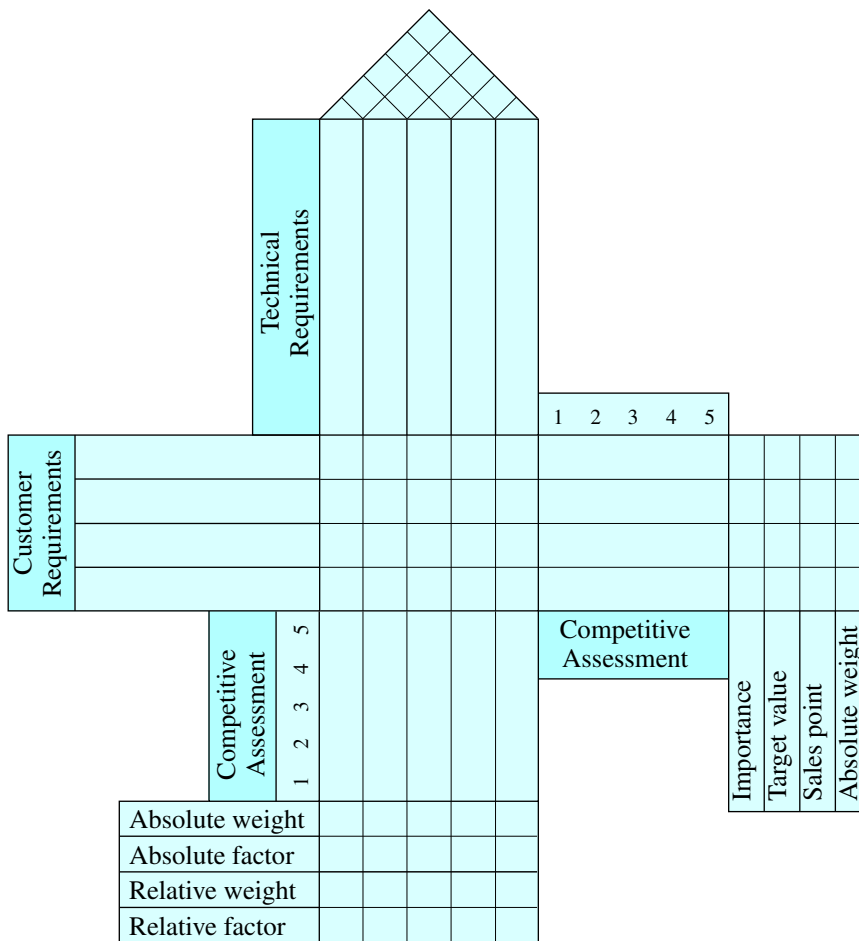 Technical
Requirements
1 2 3 4 5
Customer
Requirements
Competitive
Assessment
1 2 3 4 5
Competitive
Assessment
Importance
Target value
Sales point
Absolute weight
Absolute weight
Absolute factor
Relative weight
Relative factor